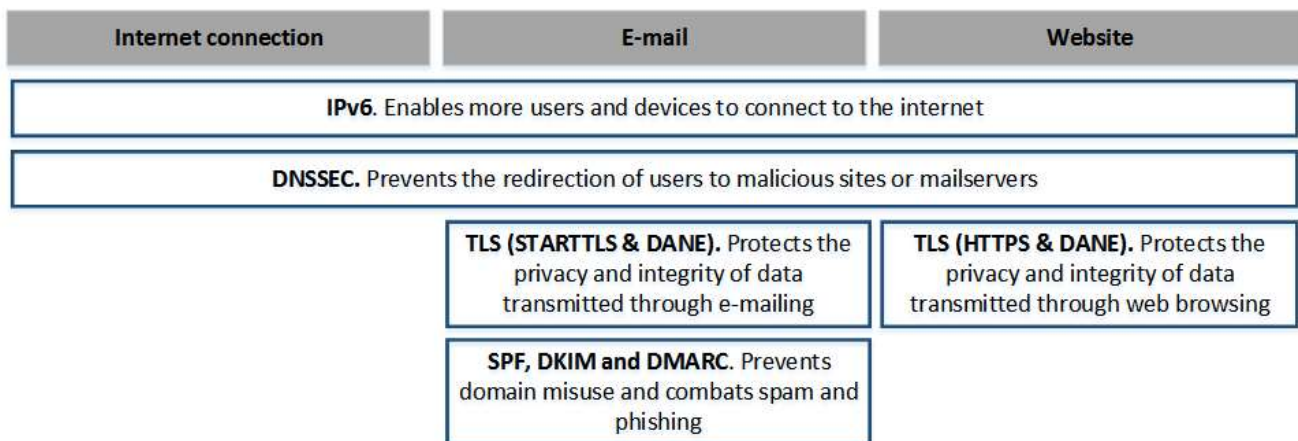 Internet connection
E-mail
Website
IPv6. Enables more users and devices to connect to the internet
DNSSEC. Prevents the redirection of users to malicious sites or mailservers
TLS (STARTTLS & DANE). Protects the
privacy and integrity of data
transmitted through e-mailing
TLS (HTTPS & DANE). Protects the
privacy and integrity of data
transmitted through web browsing
SPF, DKIM and DMARC. Prevents
domain misuse and combats spam and
phishing